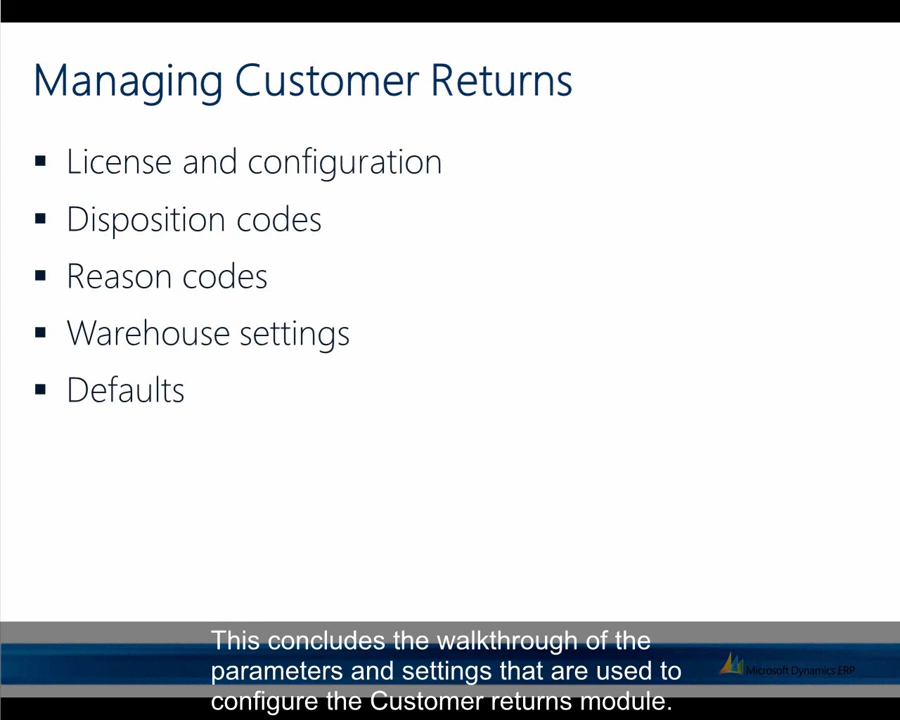 Managing Customer Returns
▪ License and configuration
▪ Disposition codes
▪ Reason codes
▪ Warehouse settings
▪ Defaults
This concludes the walkthrough of the
parameters and settings that are used to
configure the Customer returns module.
Microsoft Dynamics ERP